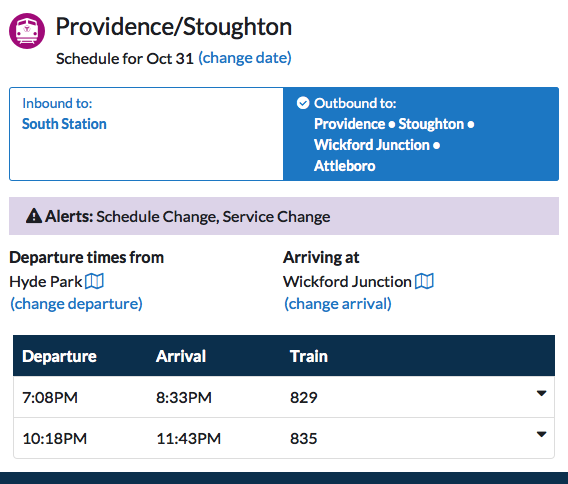 Providence/Stoughton
Schedule for Oct 31 (change date)
Inbound to:
South Station
Outbound to:
Providence • Stoughton •
Wickford Junction •
Attleboro
Alerts: Schedule Change, Service Change
Departure times from
Hyde Park
(change departure)
Arriving at
Wickford Junction
(change arrival)
Departure Arrival Train
7:08PM 8:33PM 829
10:18PM 11:43PM 835